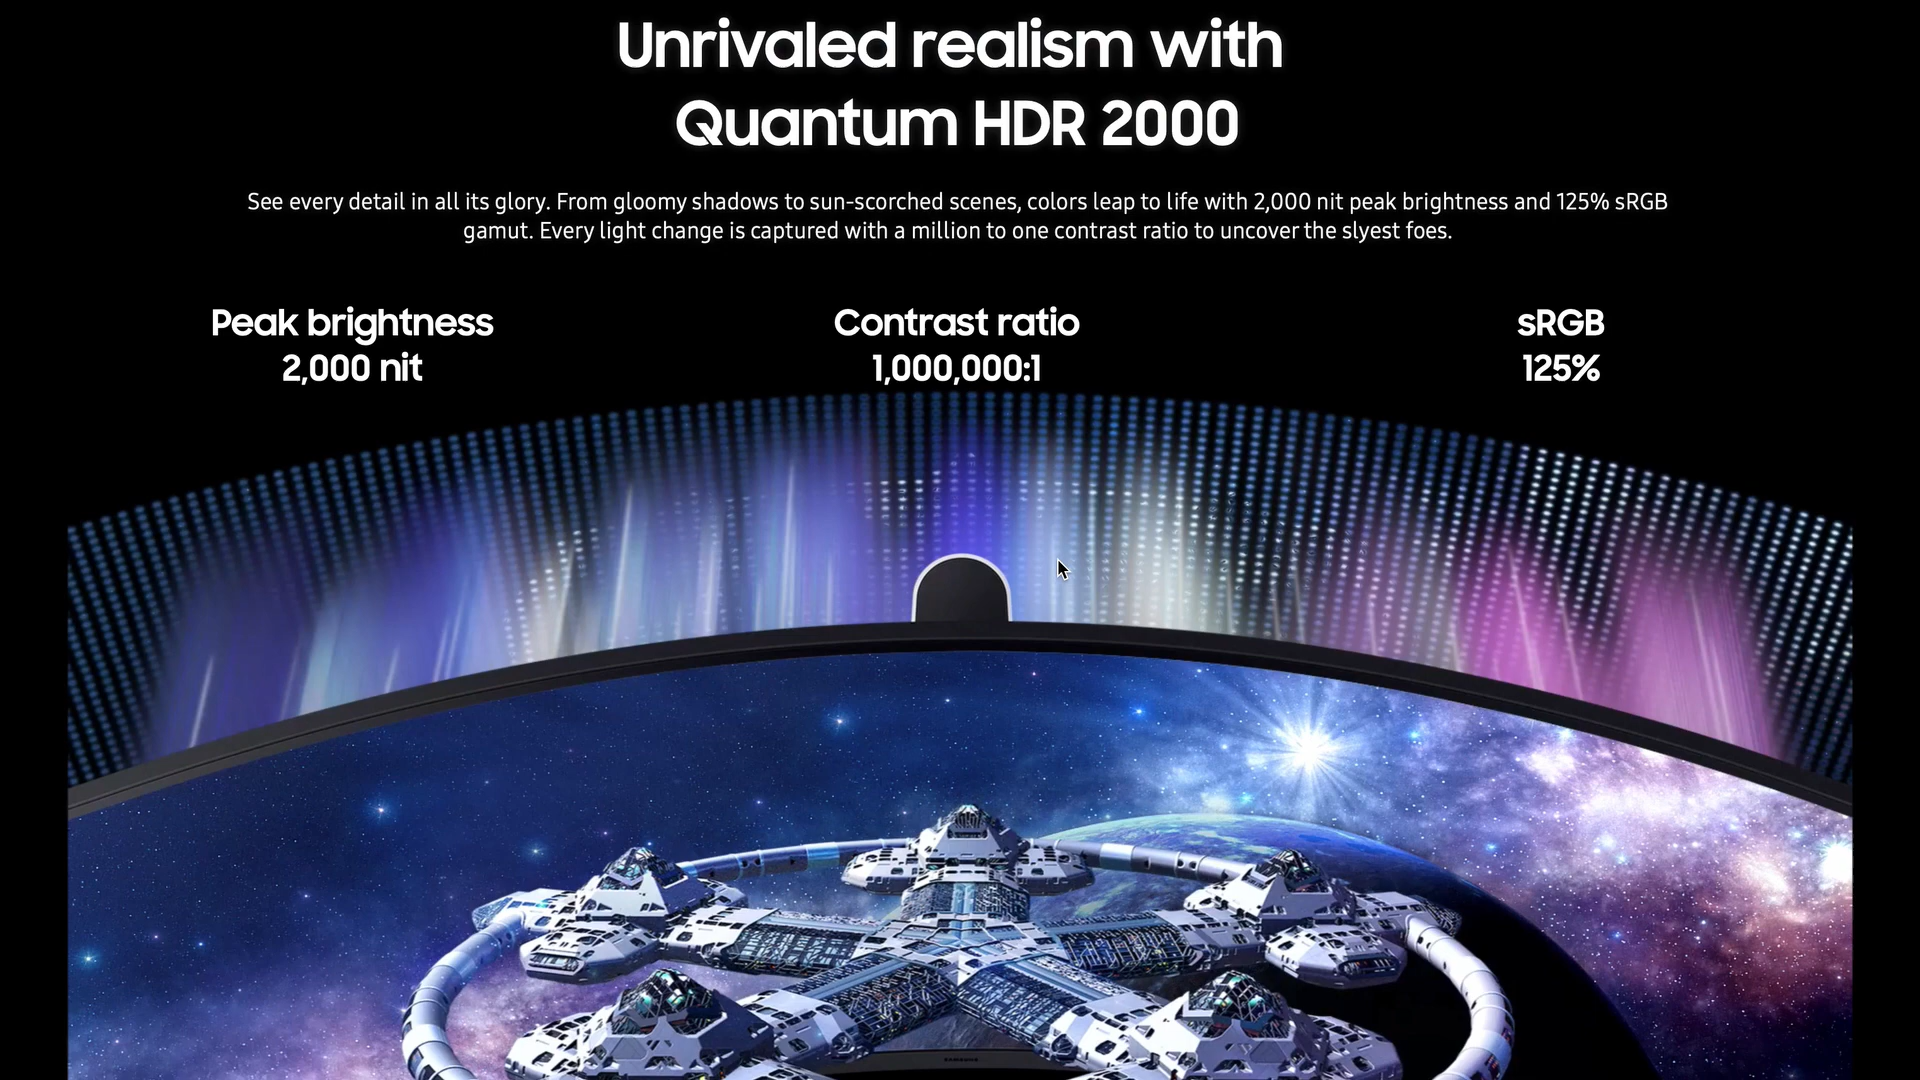 Unrivaled realism with
Quantum HDR 2000
See every detail in all its glory. From gloomy shadows to sun-scorched scenes, colors leap to life with 2,000 nit peak brightness and 125% sRGB
gamut. Every light change is captured with a million to one contrast ratio to uncover the slyest foes.
Peak brightness
2,000 nit
Contrast ratio
1,000,000:1
sRGB
125%
SAMSUNG